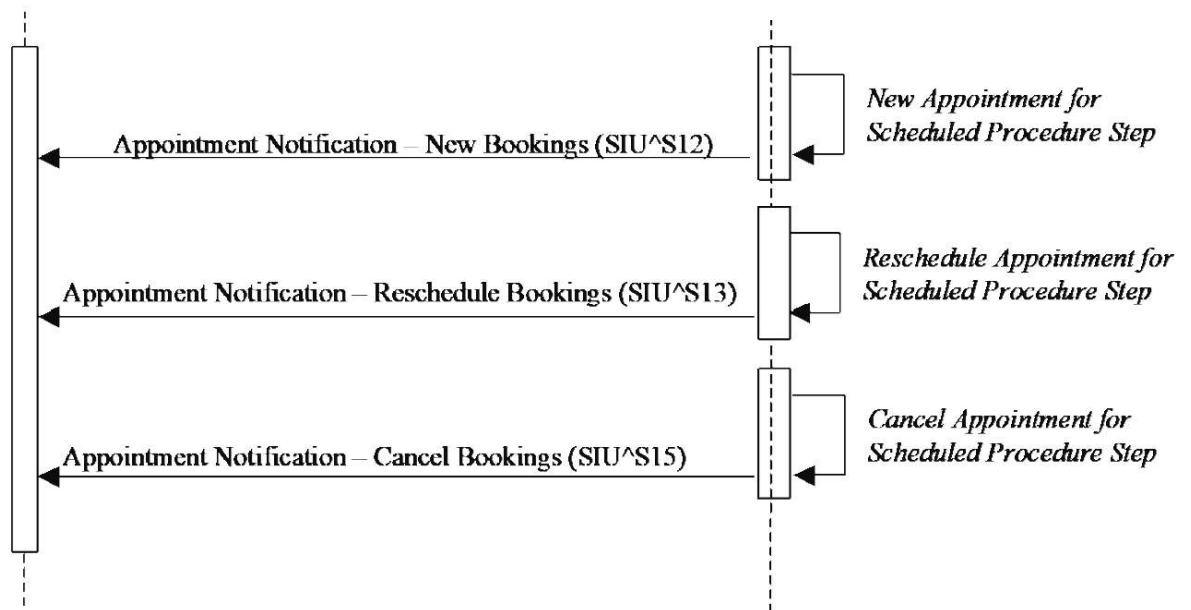 New Appointment for
Scheduled Procedure Step
Appointment Notification – New Bookings (SIU^S12)
Reschedule Appointment for
Scheduled Procedure Step
Appointment Notification – Reschedule Bookings (SIU^S13)
Cancel Appointment for
Scheduled Procedure Step
Appointment Notification – Cancel Bookings (SIU^S15)